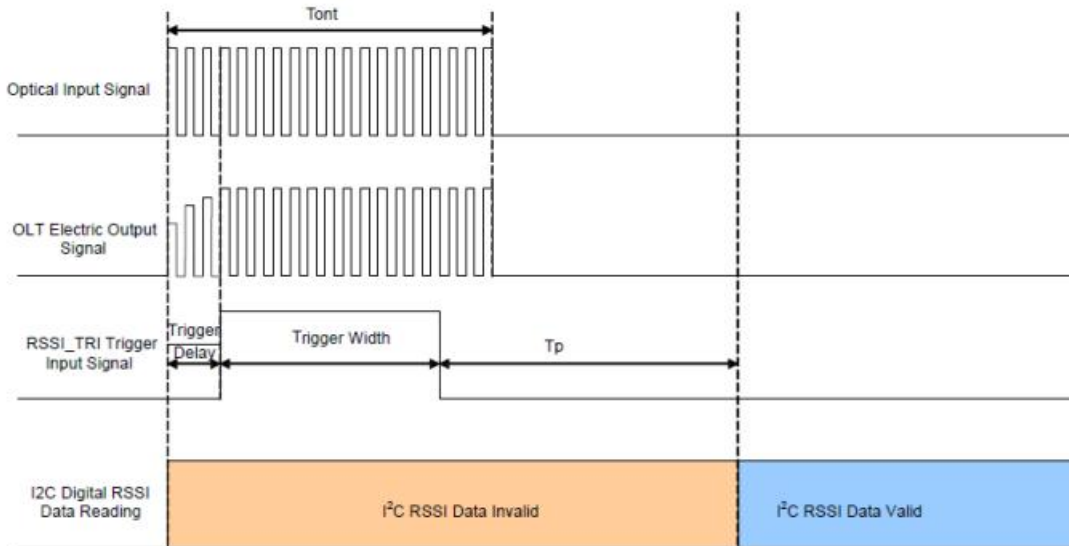 Tont
Optical Input Signal
OLT Electric Output
Signal
RSSI_TRI Trigger
Input Signal
Trigger
Delay
Trigger Width
Tp
I2C Digital RSSI
Data Reading
I²C RSSI Data Invalid
I²C RSSI Data Valid